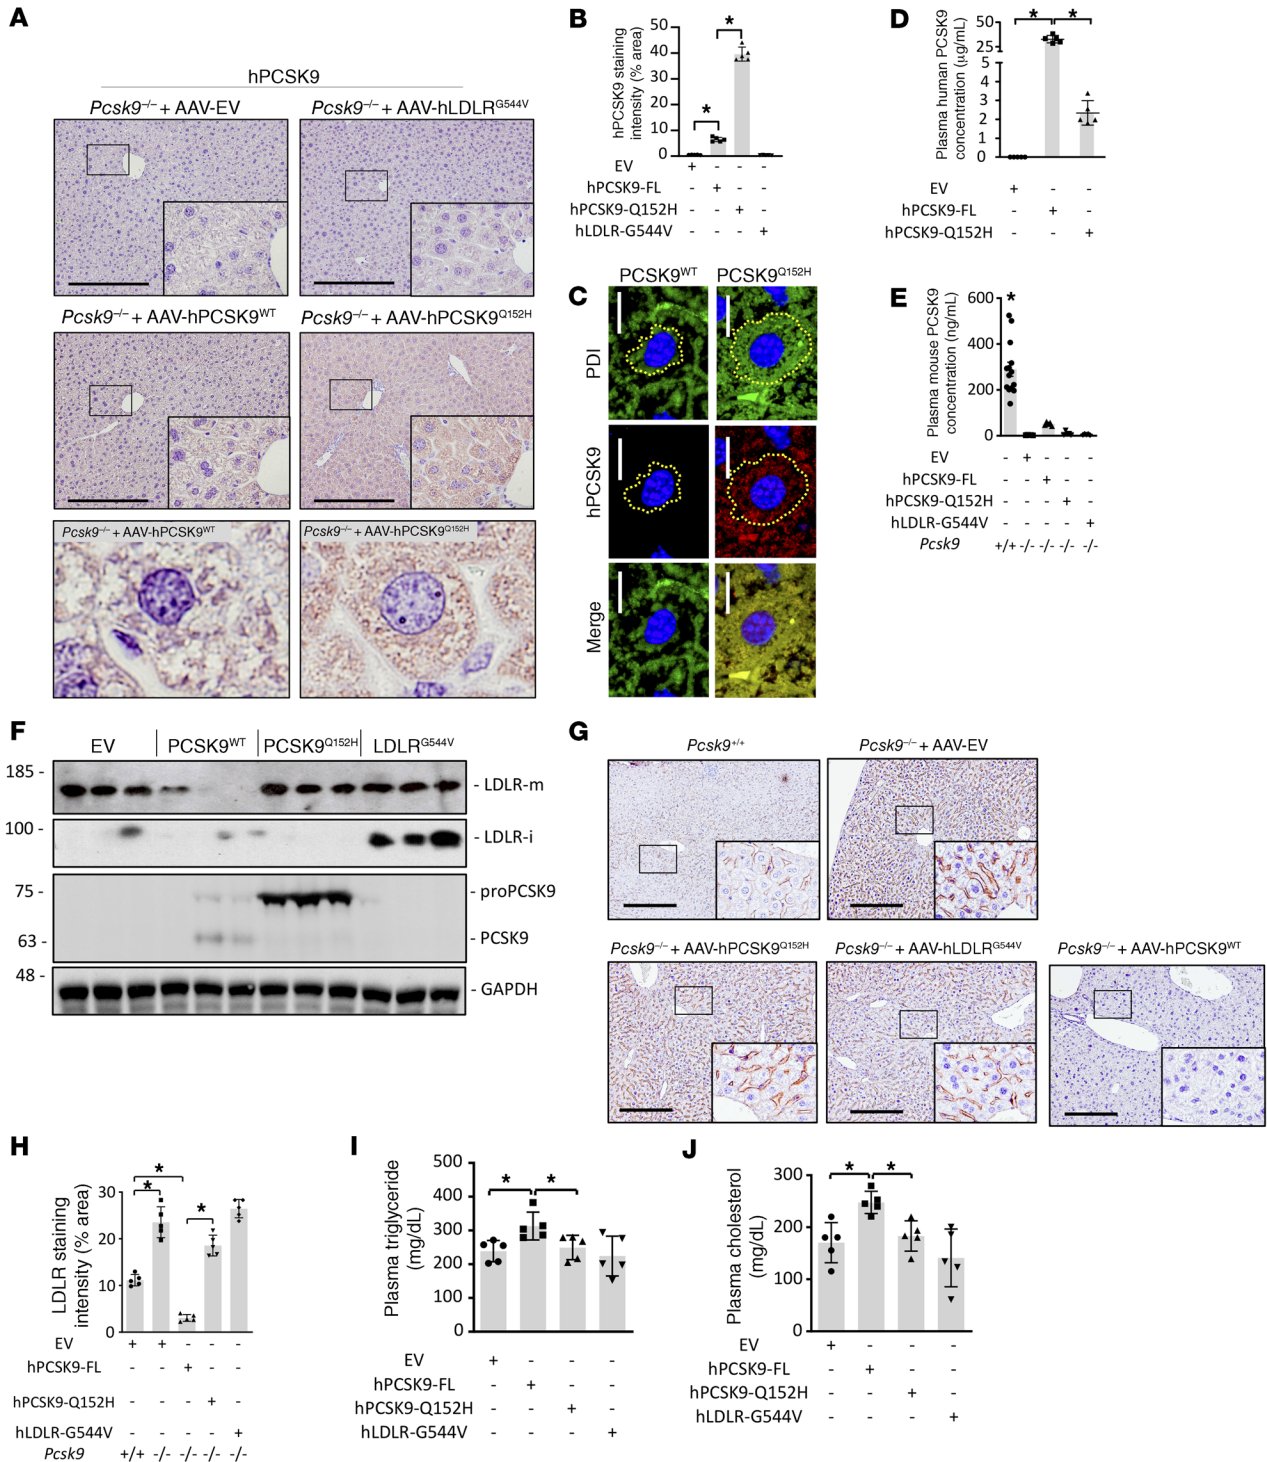 A
hPCSK9
Pcsk9–/– + AAV-EV
Pcsk9–/– + AAV-hLDLRG544V
Pcsk9–/– + AAV-hPCSK9WT
Pcsk9–/– + AAV-hPCSK9Q152H
Pcsk9–/– + AAV-hPCSK9WT
Pcsk9–/– + AAV-hPCSK9Q152H
B
hPCSK9 staining
intensity (% area)
50
40
30
20
10
0
*
*
EV + - - -
hPCSK9-FL - + - -
hPCSK9-Q152H - - + -
hLDLR-G544V - - - +
C
PCSK9WT
PCSK9Q152H
PDI
hPCSK9
Merge
D
Plasma human PCSK9
concentration (µg/mL)
50
25
5
3
2
1
0
*
*
EV + - -
hPCSK9-FL - + -
hPCSK9-Q152H - - +
E
Plasma mouse PCSK9
concentration (ng/mL)
600
400
200
0
*
EV - + - - -
hPCSK9-FL - - + - -
hPCSK9-Q152H - - - + -
hLDLR-G544V - - - - +
Pcsk9 +/+ -/- -/- -/- -/-
F
EV
PCSK9WT
PCSK9Q152H
LDLRG544V
185 -
- LDLR-m
100 -
- LDLR-i
75 -
- proPCSK9
63 -
- PCSK9
48 -
- GAPDH
G
Pcsk9+/+
Pcsk9–/– + AAV-EV
Pcsk9–/– + AAV-hPCSK9Q152H
Pcsk9–/– + AAV-hLDLRG544V
Pcsk9–/– + AAV-hPCSK9WT
H
LDLR staining
intensity (% area)
30
20
10
0
*
*
*
EV + + - - -
hPCSK9-FL - - + - -
hPCSK9-Q152H - - - + -
hLDLR-G544V - - - - +
Pcsk9 +/+ -/- -/- -/- -/-
I
Plasma triglyceride
(mg/dL)
500
400
300
200
100
0
*
*
EV + - - -
hPCSK9-FL - + - -
hPCSK9-Q152H - - + -
hLDLR-G544V - - - +
J
Plasma cholesterol
(mg/dL)
300
200
100
0
*
*
EV + - - -
hPCSK9-FL - + - -
hPCSK9-Q152H - - + -
hLDLR-G544V - - - +